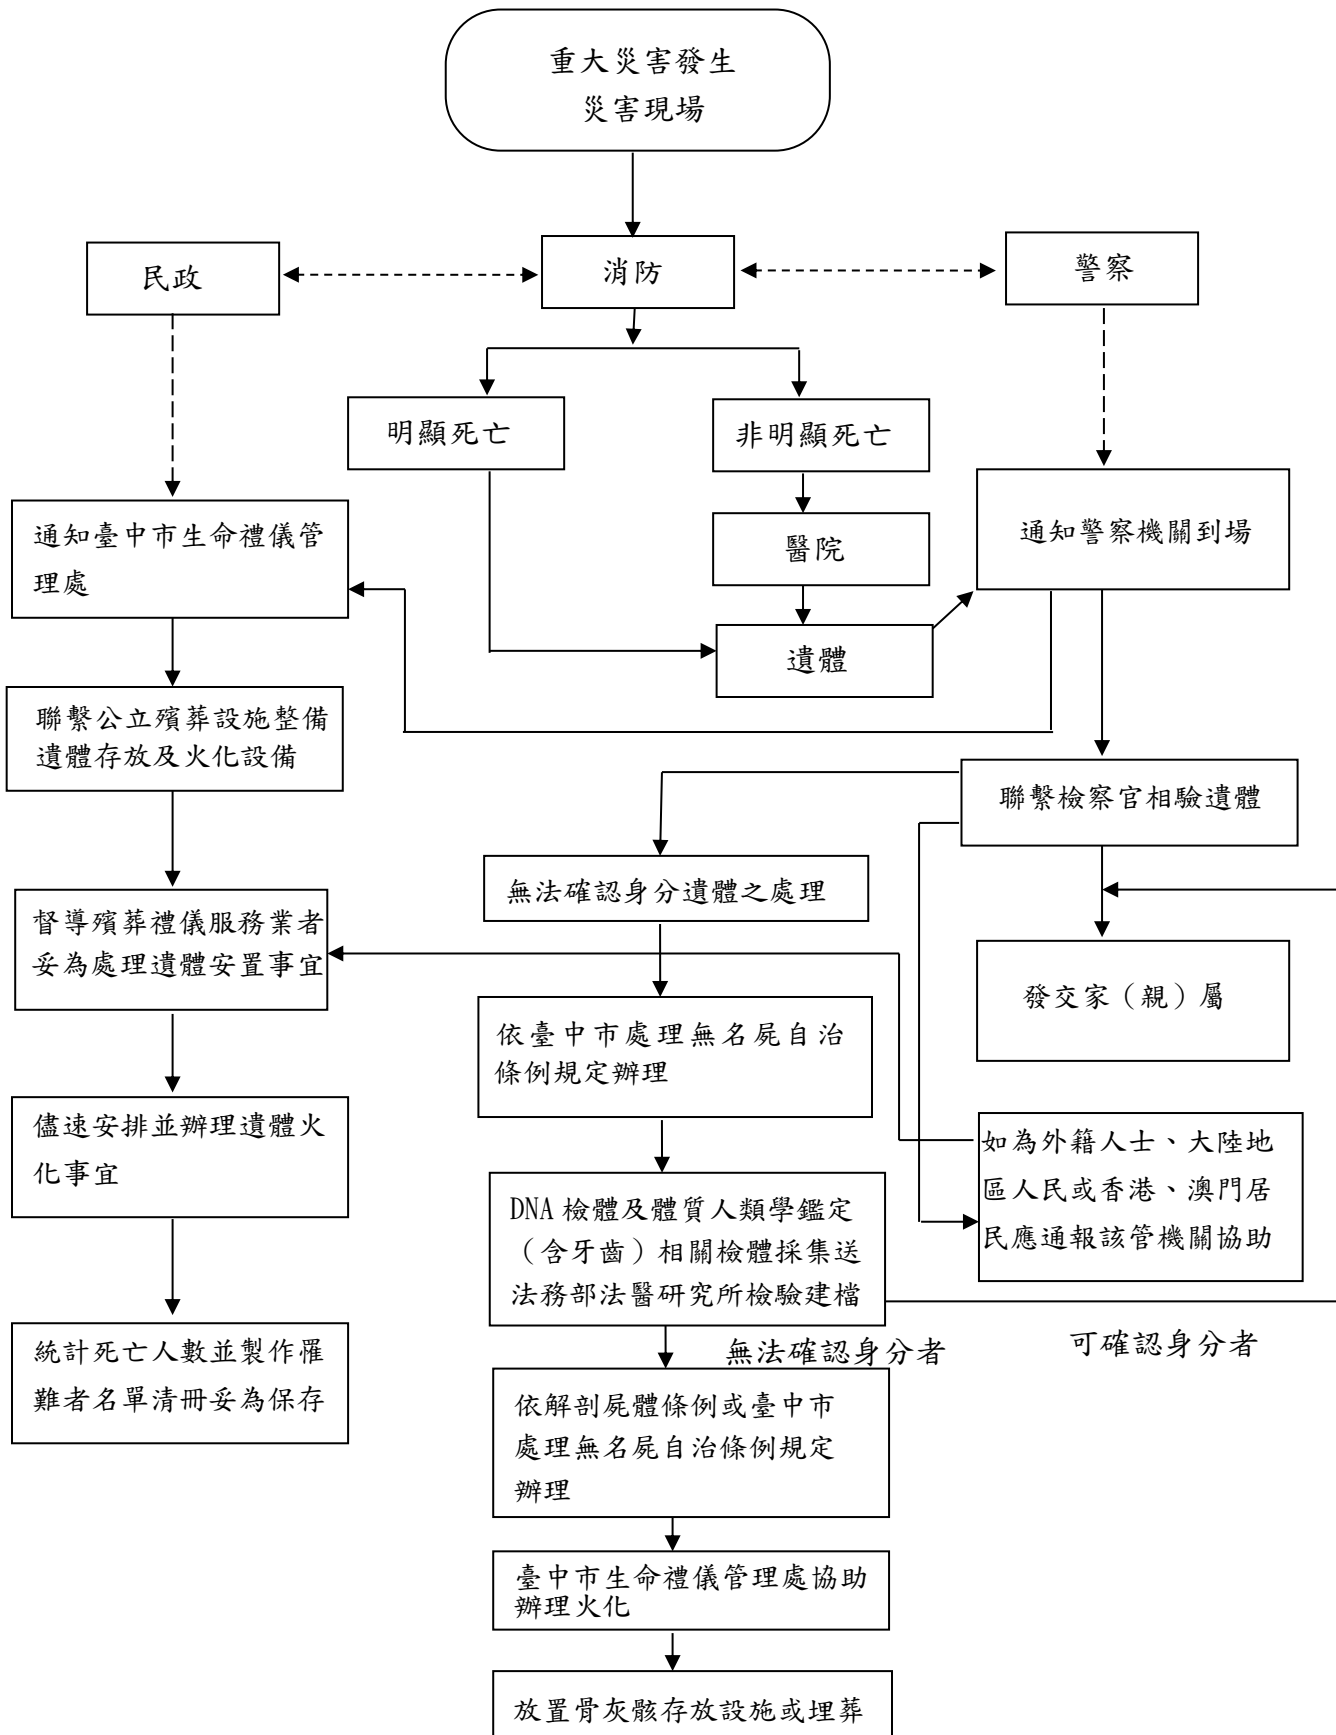 重大災害發生
災害現場
民政
消防
警察
明顯死亡
非明顯死亡
通知臺中市生命禮儀管
理處
醫院
通知警察機關到場
遺體
聯繫公立殯葬設施整備
遺體存放及火化設備
聯繫檢察官相驗遺體
無法確認身分遺體之處理
督導殯葬禮儀服務業者
妥為處理遺體安置事宜
發交家（親）屬
依臺中市處理無名屍自治
條例規定辦理
儘速安排並辦理遺體火
化事宜
如為外籍人士、大陸地
區人民或香港、澳門居
民應通報該管機關協助
DNA 檢體及體質人類學鑑定
（含牙齒）相關檢體採集送
法務部法醫研究所檢驗建檔
無法確認身分者
可確認身分者
統計死亡人數並製作罹
難者名單清冊妥為保存
依解剖屍體條例或臺中市
處理無名屍自治條例規定
辦理
臺中市生命禮儀管理處協助
辦理火化
放置骨灰骸存放設施或埋葬